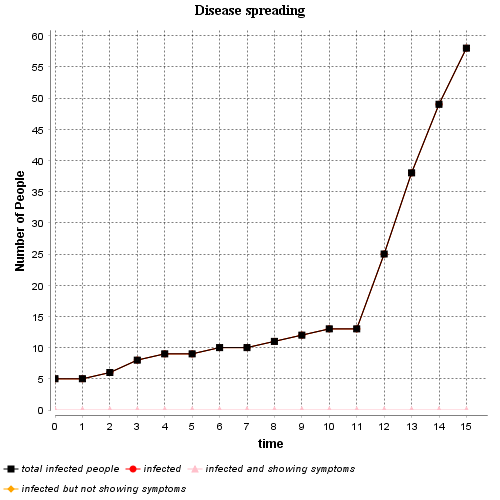 Disease spreading
Number of People
60
55
50
45
40
35
30
25
20
15
10
5
0
0 1 2 3 4 5 6 7 8 9 10 11 12 13 14 15
time
total infected people infected infected and showing symptoms
infected but not showing symptoms